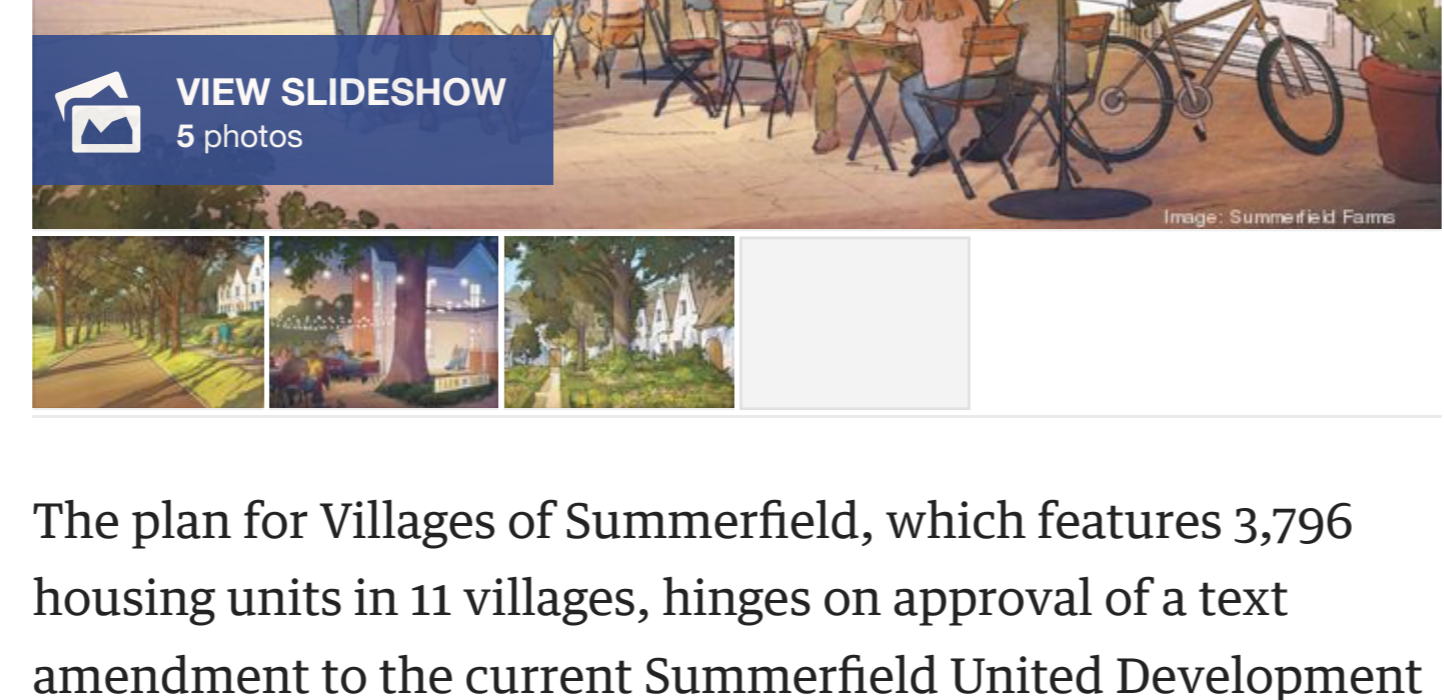 VIEW SLIDESHOW
5 photos
Image: Summerfield Farms
The plan for Villages of Summerfield, which features 3,796
housing units in 11 villages, hinges on approval of a text
amendment to the current Summerfield United Development